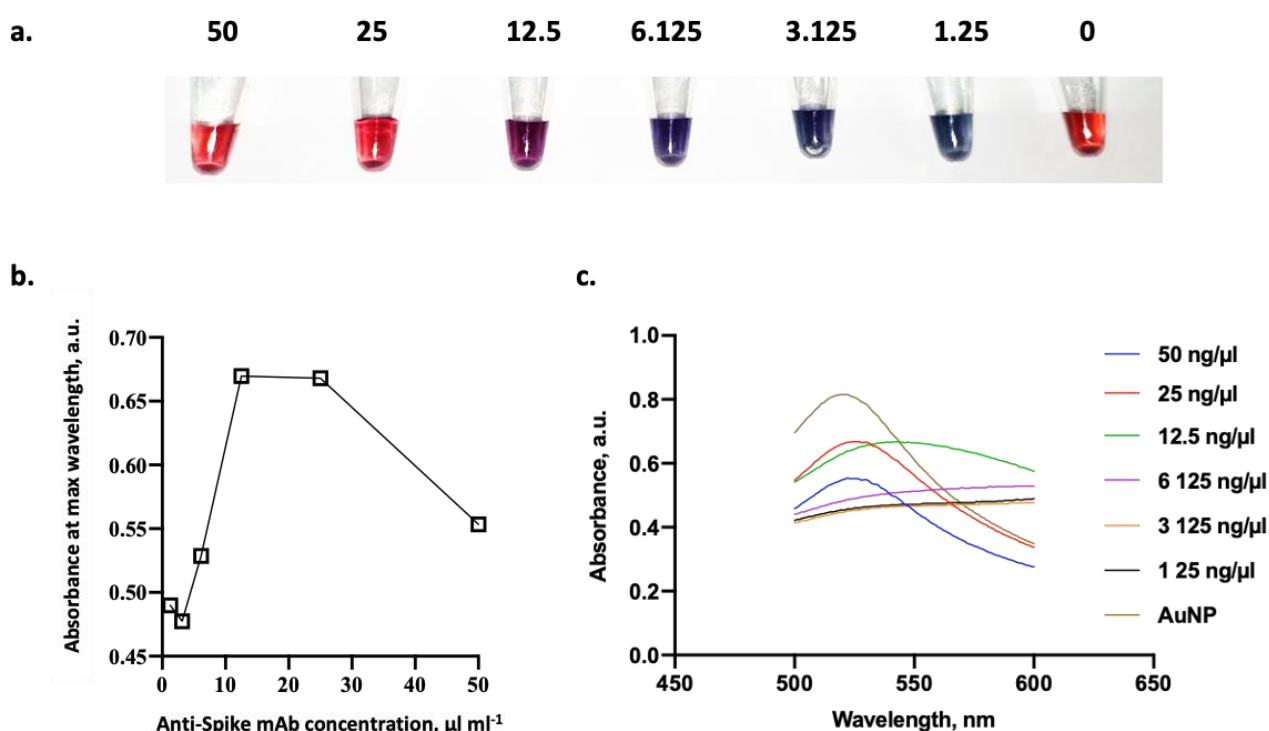 a. 50 25 12.5 6.125 3.125 1.25 0
b.
Absorbance at max wavelength, a.u.
0.70
0.65
0.60
0.55
0.50
0.45
0 10 20 30 40 50
Anti-Spike mAb concentration, µl ml-1
c.
Absorbance, a.u.
1.0
0.8
0.6
0.4
0.2
0.0
450 500 550 600 650
Wavelength, nm
50 ng/µl
25 ng/µl
12.5 ng/µl
6 125 ng/µl
3 125 ng/µl
1 25 ng/µl
AuNP